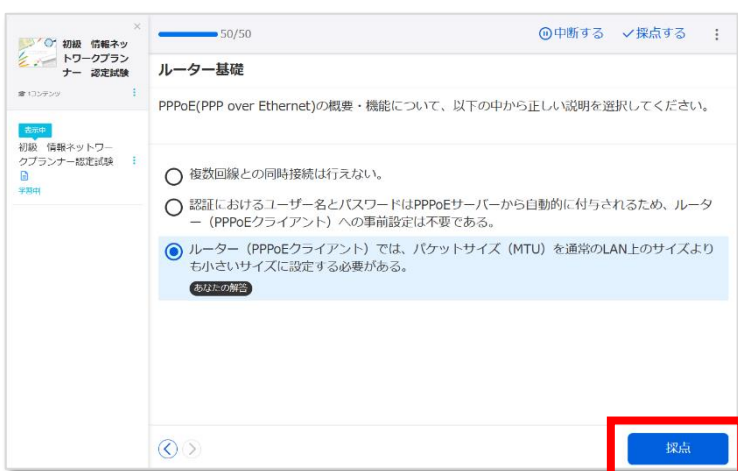 初級 情報ネッ
トワークプラン
ナー 認定試験
1コンテンツ
表示中
初級 情報ネットワー
クプランナー認定試験
学習中
50/50
中断する
採点する
ルーター基礎
PPPoE(PPP over Ethernet)の概要・機能について、以下の中から正しい説明を選択してください。
複数回線との同時接続は行えない。
認証におけるユーザー名とパスワードはPPPoEサーバーから自動的に付与されるため、ルータ
ー（PPPoEクライアント）への事前設定は不要である。
ルーター（PPPoEクライアント）では、パケットサイズ（MTU）を通常のLAN上のサイズより
も小さいサイズに設定する必要がある。
あなたの解答
採点